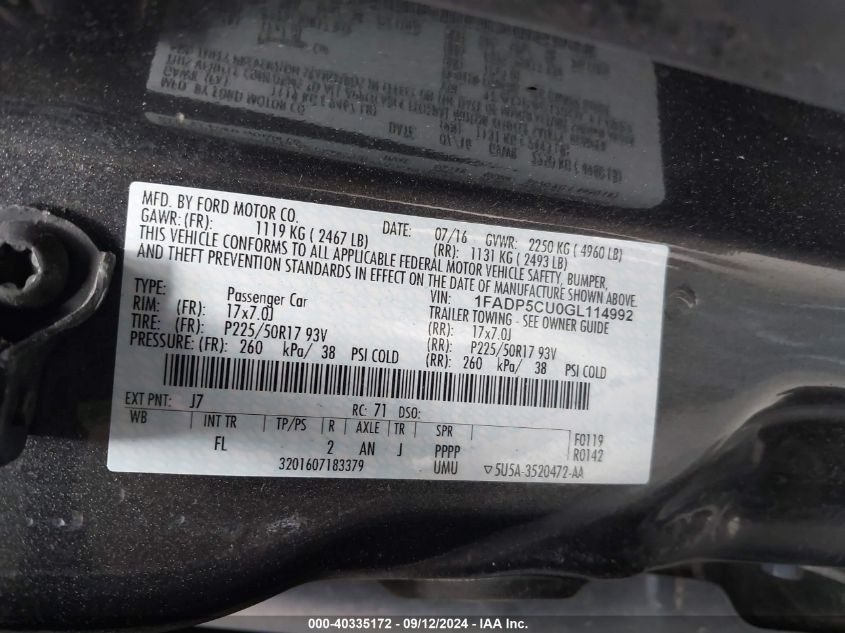 MFD. BY FORD MOTOR CO.
DATE: 07/16 GVWR: 2250 KG ( 4960 LB)
GAWR: (FR): 1119 KG ( 2467 LB) (RR): 1131 KG ( 2493 LB)
THIS VEHICLE CONFORMS TO ALL APPLICABLE FEDERAL MOTOR VEHICLE SAFETY, BUMPER,
AND THEFT PREVENTION STANDARDS IN EFFECT ON THE DATE OF MANUFACTURE SHOWN ABOVE.
VIN: 1FADP5CU0GL114992
TYPE: Passenger Car TRAILER TOWING - SEE OWNER GUIDE
RIM: (FR): 17x7.0J (RR): 17x7.0J
TIRE: (FR): P225/50R17 93V (RR): P225/50R17 93V
PRESSURE: (FR): 260 kPa/ 38 PSI COLD (RR): 260 kPa/ 38 PSI COLD
EXT PNT: J7 RC: 71 DSO:
WB INT TR TP/PS R AXLE TR SPR F0119
FL 2 AN J PPPP R0142
3201607183379 UMU ▽5U5A-3520472-AA
000-40335172 - 09/12/2024 - IAA Inc.